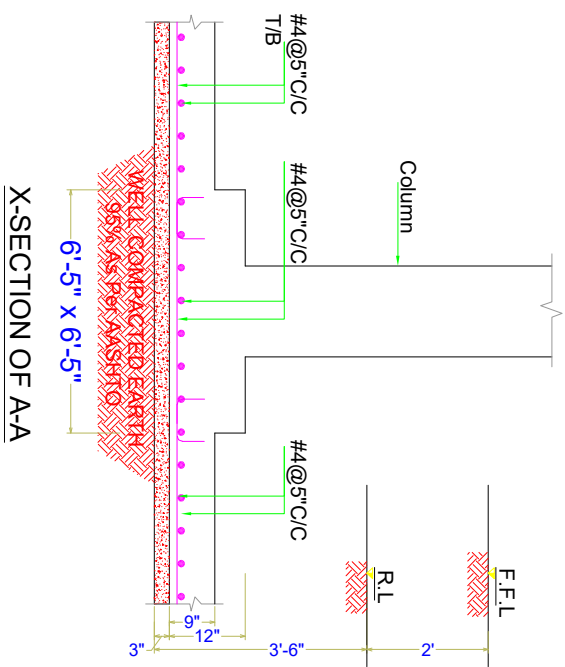 #4@5"C/C
T/B
#4@5"C/C
#4@5"C/C
Column
F.F.L
R.L
2'
3'-6"
12"
9"
3"
WELL COMPACTED EARTH
95% As Per AASHTO
6'-5" x 6'-5"
X-SECTION OF A-A